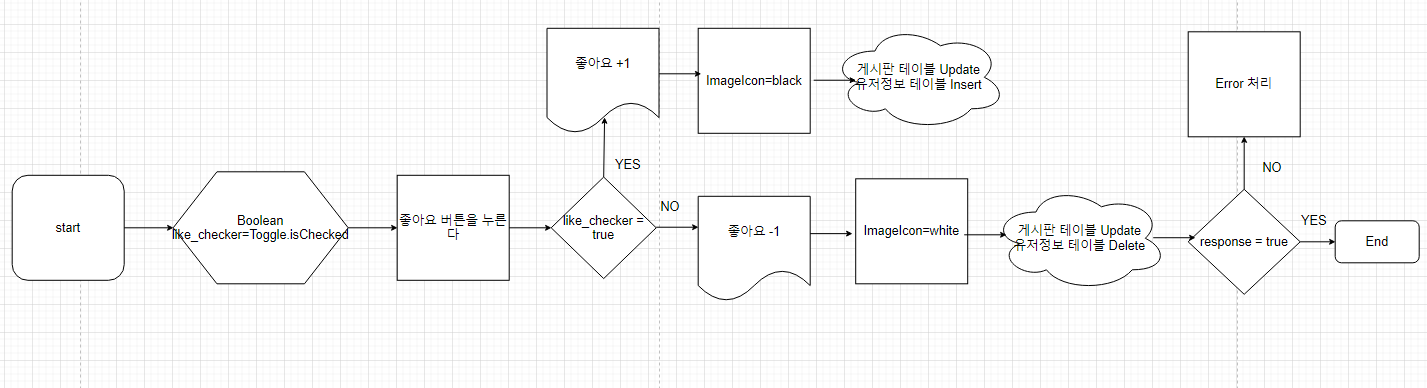 start
Boolean
like_checker=Toggle.isChecked
좋아요 버튼을 누른
다
like_checker =
true
YES
좋아요 +1
ImageIcon=black
게시판 테이블 Update
유저정보 테이블 Insert
NO
좋아요 -1
ImageIcon=white
게시판 테이블 Update
유저정보 테이블 Delete
response = true
NO
Error 처리
YES
End